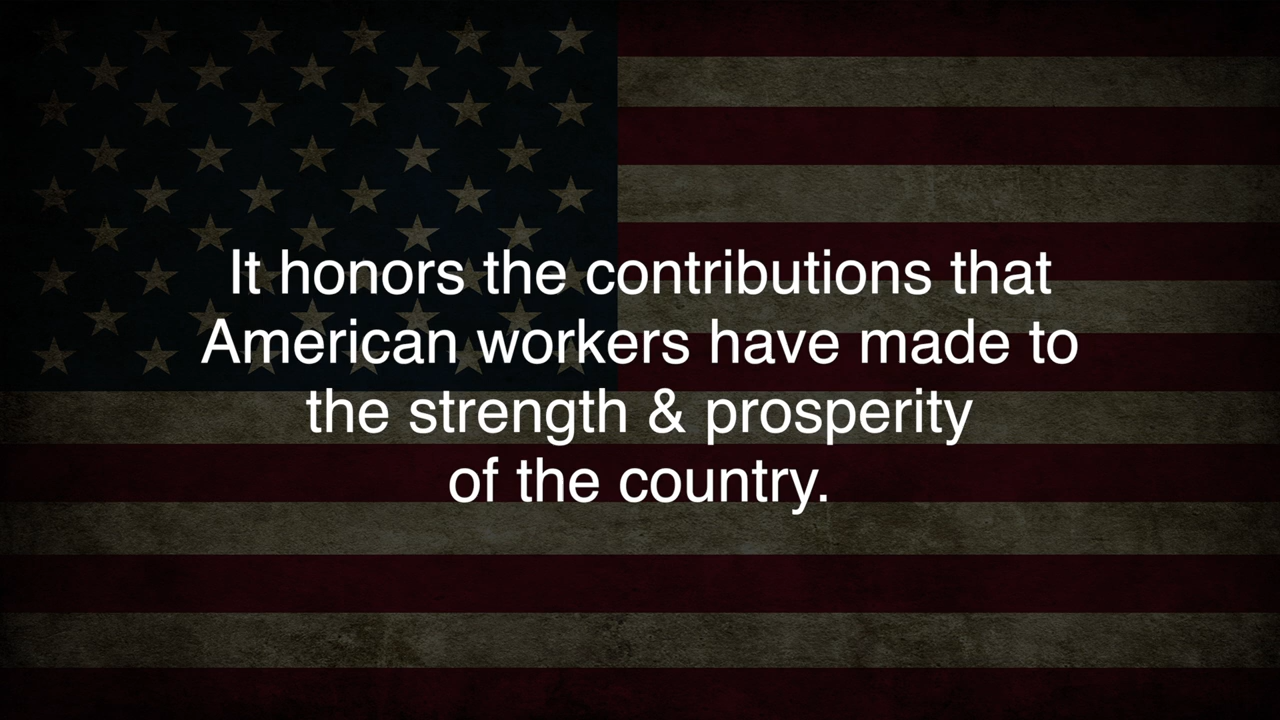 It honors the contributions that
American workers have made to
the strength & prosperity
of the country.